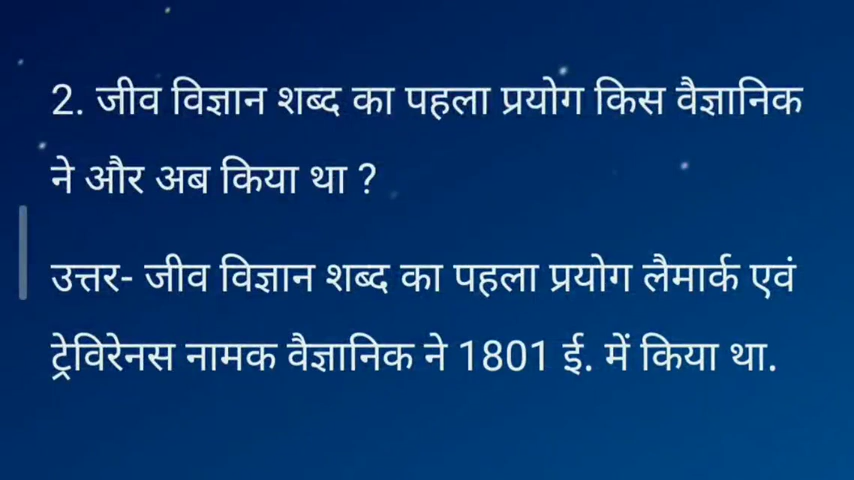 2. जीव विज्ञान शब्द का पहला प्रयोग किस वैज्ञानिक
ने और अब किया था ?
उत्तर- जीव विज्ञान शब्द का पहला प्रयोग लैमार्क एवं
ट्रेविरेनस नामक वैज्ञानिक ने 1801 ई. में किया था.